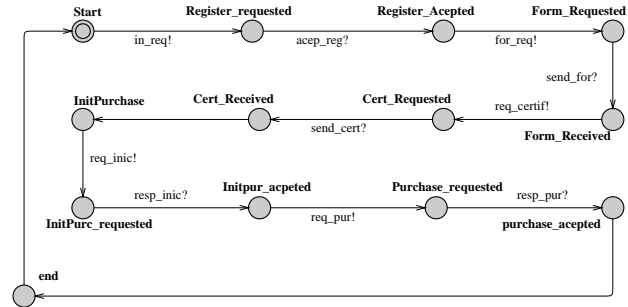 Start
Register_requested
Register_Acepted
Form_Requested
in_req!
acep_reg?
for_req!
send_for?
InitPurchase
Cert_Received
Cert_Requested
req_certif!
send_cert?
Form_Received
req_inic!
resp_inic?
Initpur_acpeted
Purchase_requested
resp_pur?
InitPurc_requested
req_pur!
purchase_acepted
end